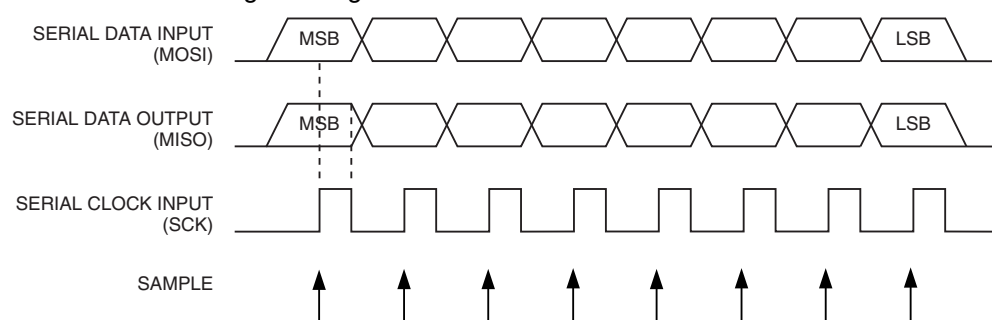 SERIAL DATA INPUT
(MOSI)
MSB
LSB
SERIAL DATA OUTPUT
(MISO)
MSB
LSB
SERIAL CLOCK INPUT
(SCK)
SAMPLE